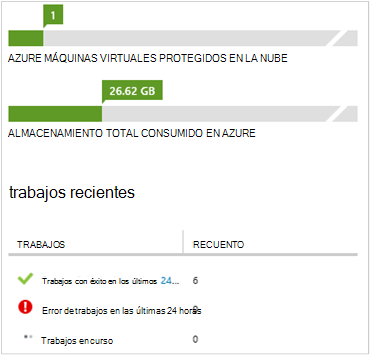 1
AZURE MÁQUINAS VIRTUALES PROTEGIDOS EN LA NUBE
26.62 GB
ALMACENAMIENTO TOTAL CONSUMIDO EN AZURE
trabajos recientes
TRABAJOS RECUENTO
Trabajos con éxito en los últimos 24... 6
Error de trabajos en las últimas 24 horas 0
Trabajos en curso 0